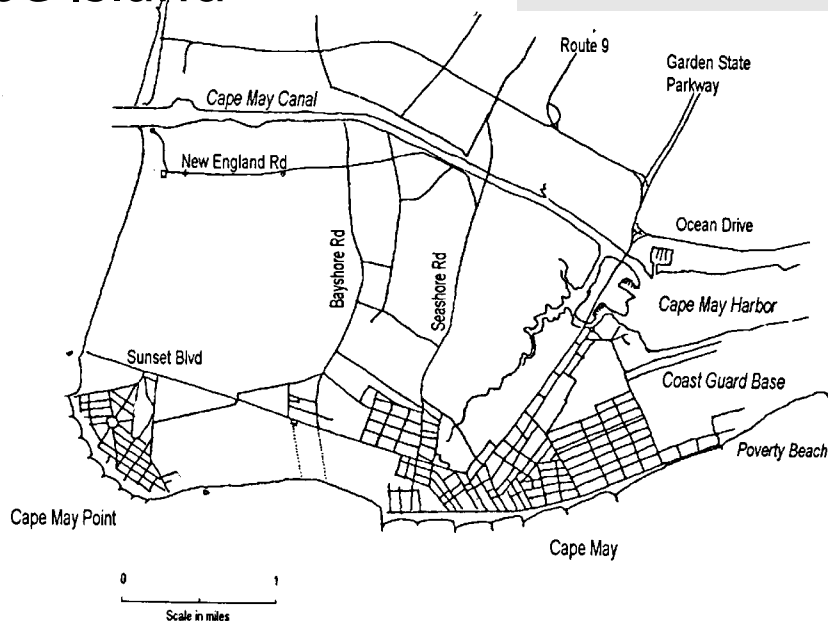 Island
Route 9
Garden State
Parkway
Cape May Canal
New England Rd
Ocean Drive
Bayshore Rd
Seashore Rd
Cape May Harbor
Sunset Blvd
Coast Guard Base
Poverty Beach
Cape May Point
Cape May
0 1
Scale in miles